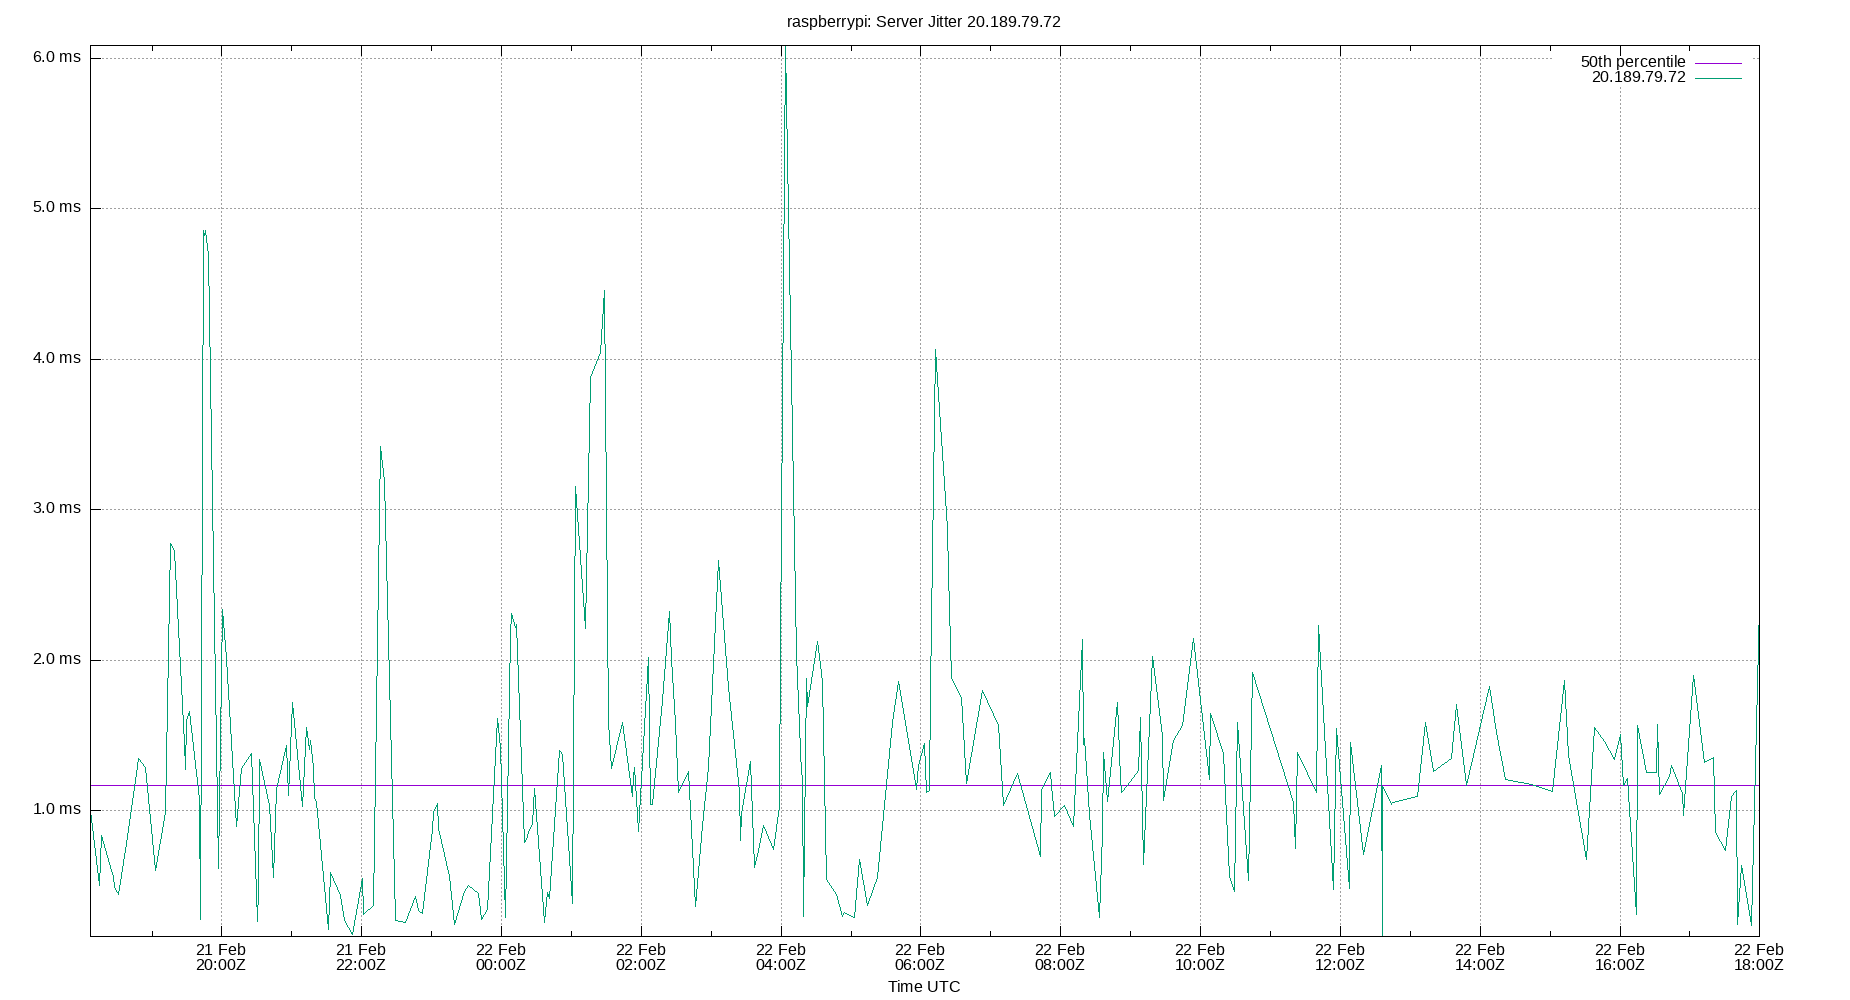 raspberrypi: Server Jitter 20.189.79.72
6.0 ms
5.0 ms
4.0 ms
3.0 ms
2.0 ms
1.0 ms
50th percentile
20.189.79.72
21 Feb 20:00Z
21 Feb 22:00Z
22 Feb 00:00Z
22 Feb 02:00Z
22 Feb 04:00Z
22 Feb 06:00Z
22 Feb 08:00Z
22 Feb 10:00Z
22 Feb 12:00Z
22 Feb 14:00Z
22 Feb 16:00Z
22 Feb 18:00Z
Time UTC